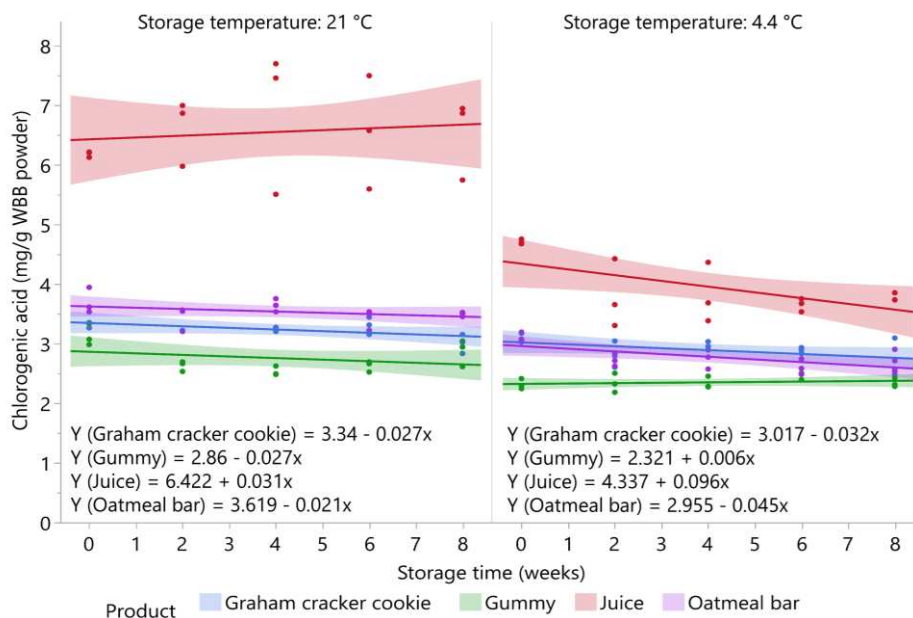 Storage temperature: 21 °C
Storage temperature: 4.4 °C
Chlorogenic acid (mg/g WBB powder)
8
7
6
5
4
3
2
1
0
Y (Graham cracker cookie) = 3.34 - 0.027x
Y (Gummy) = 2.86 - 0.027x
Y (Juice) = 6.422 + 0.031x
Y (Oatmeal bar) = 3.619 - 0.021x
Y (Graham cracker cookie) = 3.017 - 0.032x
Y (Gummy) = 2.321 + 0.006x
Y (Juice) = 4.337 + 0.096x
Y (Oatmeal bar) = 2.955 - 0.045x
0 1 2 3 4 5 6 7 8 0 1 2 3 4 5 6 7 8
Storage time (weeks)
Product Graham cracker cookie Gummy Juice Oatmeal bar